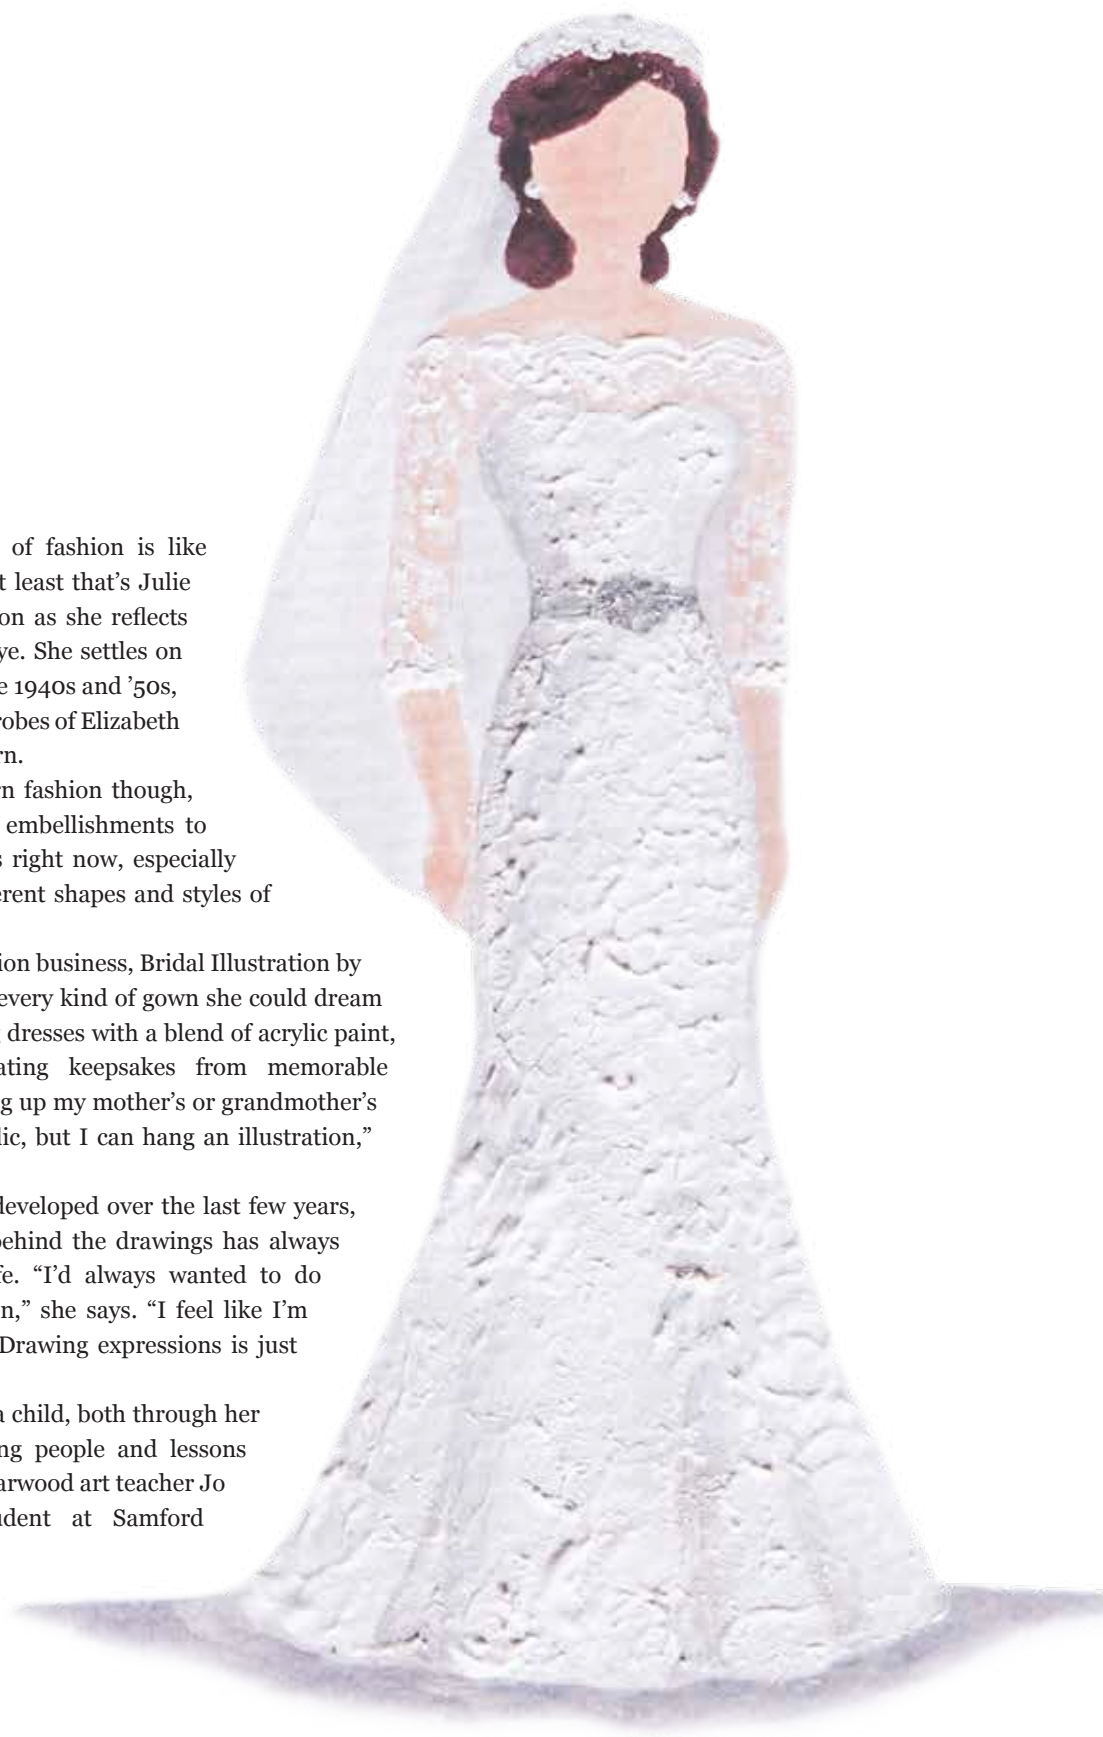 of fashion is like
t least that’s Julie
on as she reflects
ye. She settles on
e 1940s and ’50s,
robes of Elizabeth
rn.
rn fashion though,
embellishments to
s right now, especially
erent shapes and styles of
ion business, Bridal Illustration by
every kind of gown she could dream
dresses with a blend of acrylic paint,
ating keepsakes from memorable
g up my mother’s or grandmother’s
lic, but I can hang an illustration,”
developed over the last few years,
behind the drawings has always
fe. “I’d always wanted to do
n,” she says. “I feel like I’m
Drawing expressions is just
a child, both through her
ng people and lessons
arwood art teacher Jo
udent at Samford